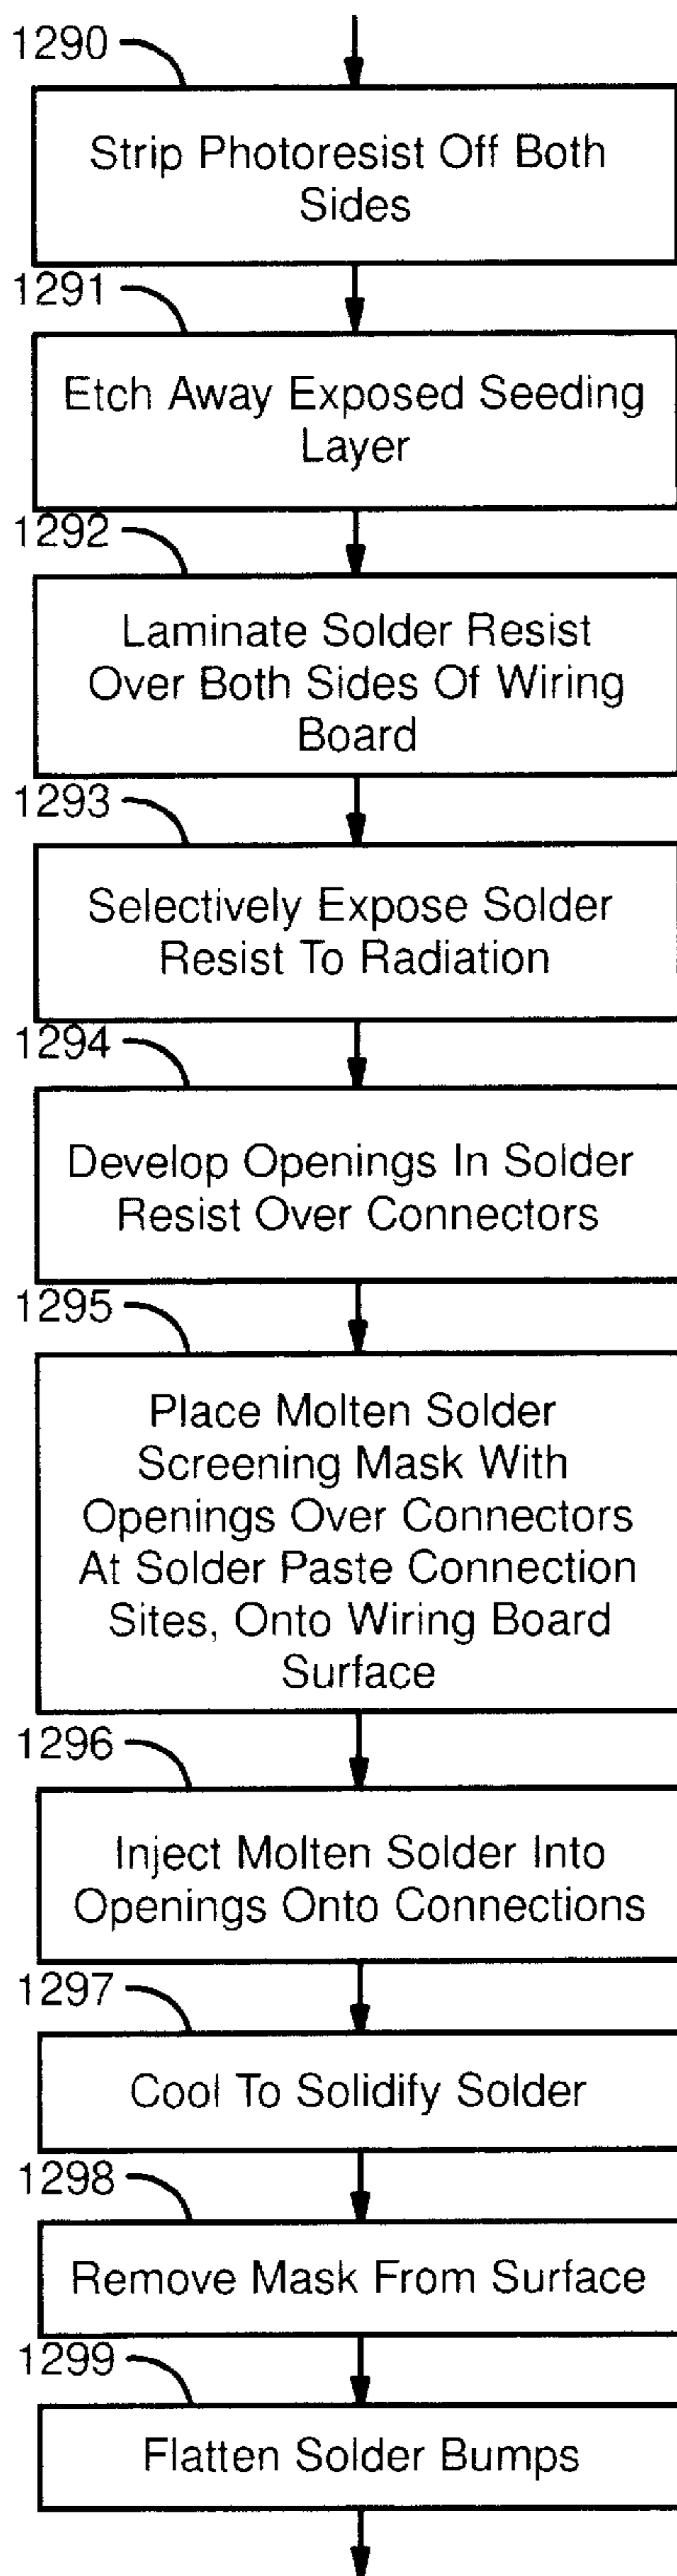 1290
Strip Photoresist Off Both
Sides
1291
Etch Away Exposed Seeding
Layer
1292
Laminate Solder Resist
Over Both Sides Of Wiring
Board
1293
Selectively Expose Solder
Resist To Radiation
1294
Develop Openings In Solder
Resist Over Connectors
1295
Place Molten Solder
Screening Mask With
Openings Over Connectors
At Solder Paste Connection
Sites, Onto Wiring Board
Surface
1296
Inject Molten Solder Into
Openings Onto Connections
1297
Cool To Solidify Solder
1298
Remove Mask From Surface
1299
Flatten Solder Bumps